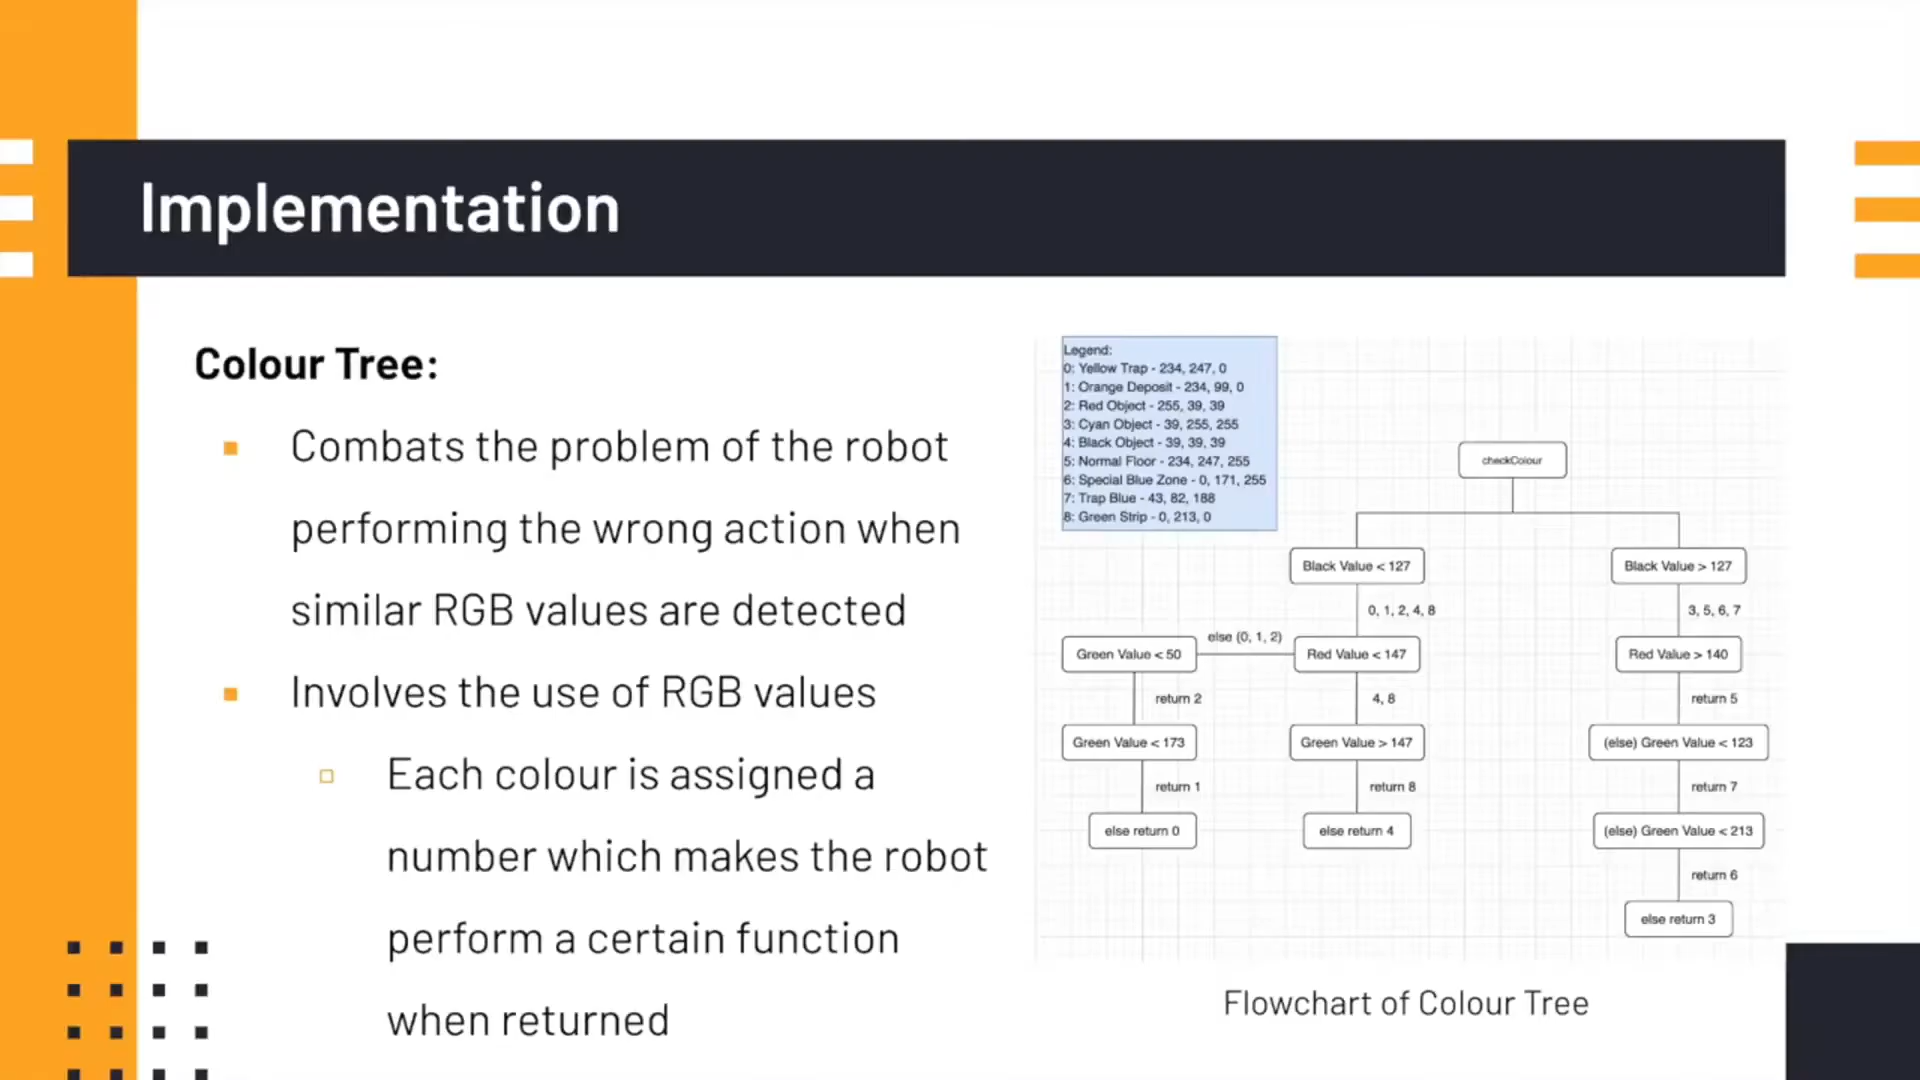 Implementation
Colour Tree:
Combats the problem of the robot
performing the wrong action when
similar RGB values are detected
Involves the use of RGB values
Each colour is assigned a
number which makes the robot
perform a certain function
when returned
Legend:
0: Yellow Trap - 234, 247, 0
1: Orange Deposit - 234, 99, 0
2: Red Object - 255, 39, 39
3: Cyan Object - 39, 255, 255
4: Black Object - 39, 39, 39
5: Normal Floor - 234, 247, 255
6: Special Blue Zone - 0, 171, 255
7: Trap Blue - 43, 82, 188
8: Green Strip - 0, 213, 0
checkColour
Black Value < 127
Black Value > 127
0, 1, 2, 4, 8
3, 5, 6, 7
else (0, 1, 2)
Green Value < 50
Red Value < 147
Red Value > 140
return 2
4, 8
return 5
Green Value < 173
Green Value > 147
(else) Green Value < 123
return 1
return 8
return 7
else return 0
else return 4
(else) Green Value < 213
return 6
else return 3
Flowchart of Colour Tree